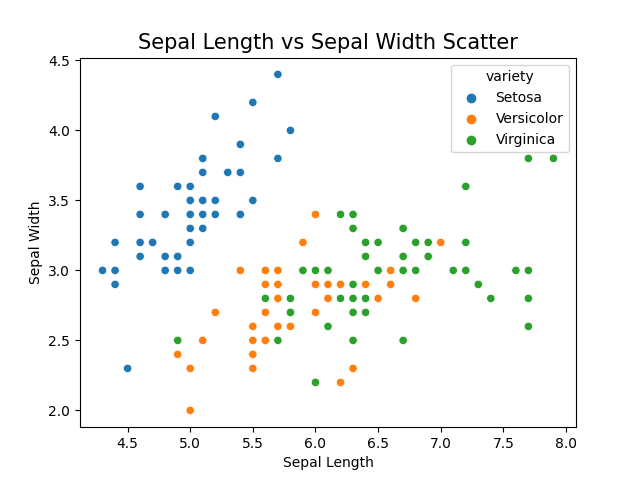 Sepal Length vs Sepal Width Scatter
variety
Setosa
Versicolor
Virginica
Sepal Width
4.5
4.0
3.5
3.0
2.5
2.0
4.5 5.0 5.5 6.0 6.5 7.0 7.5 8.0
Sepal Length